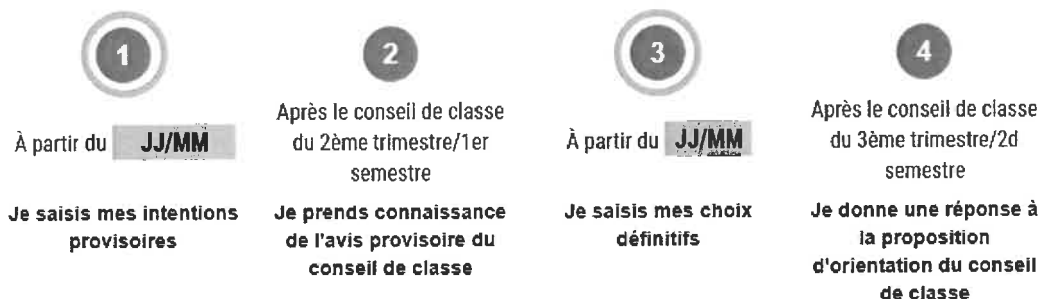 1
À partir du JJ/MM
Je saisis mes intentions
provisoires
2
Après le conseil de classe
du 2ème trimestre/1er
semestre
Je prends connaissance
de l'avis provisoire du
conseil de classe
3
À partir du JJ/MM
Je saisis mes choix
définitifs
4
Après le conseil de classe
du 3ème trimestre/2d
semestre
Je donne une réponse à
la proposition
d'orientation du conseil
de classe